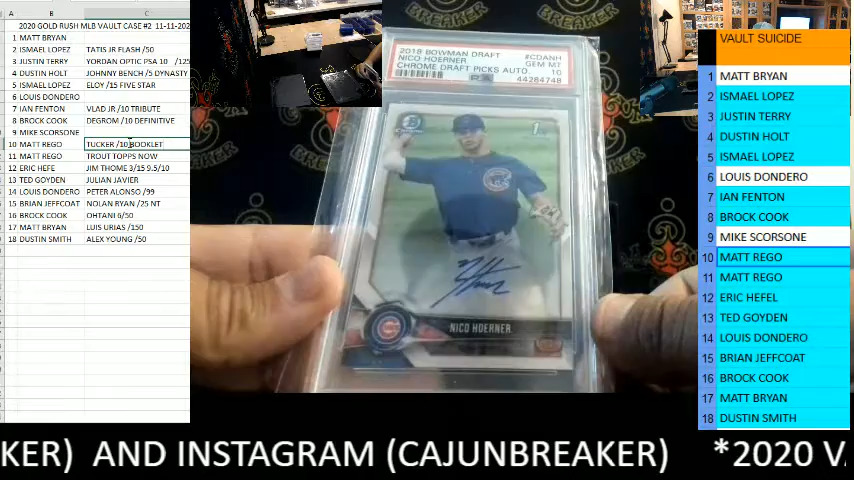 A B C
2020 GOLD RUSH MLB VAULT CASE #2 11-11-202
1 MATT BRYAN
2 ISMAEL LOPEZ TATIS JR FLASH /50
3 JUSTIN TERRY YORDAN OPTIC PSA 10 /125
4 DUSTIN HOLT JOHNNY BENCH /5 DYNASTY
5 ISMAEL LOPEZ ELOY /15 FIVE STAR
6 LOUIS DONDERO
7 IAN FENTON VLAD JR /10 TRIBUTE
8 BROCK COOK DEGROM /10 DEFINITIVE
9 MIKE SCORSONE
10 MATT REGO TUCKER /10 BOOKLET
11 MATT REGO TROUT TOPPS NOW
12 ERIC HEFE JIM THOME 3/15 9.5/10
13 TED GOYDEN JULIAN JAVIER
14 LOUIS DONDERO PETER ALONSO /99
15 BRIAN JEFFCOAT NOLAN RYAN /25 NT
16 BROCK COOK OHTANI 6/50
17 MATT BRYAN LUIS URIAS /150
18 DUSTIN SMITH ALEX YOUNG /50
2018 BOWMAN DRAFT #CDANH
NICO HOERNER GEM MT
CHROME DRAFT PICKS AUTO. 10
44284748
1st
NICO HOERNER
VAULT SUICIDE
1 MATT BRYAN
2 ISMAEL LOPEZ
3 JUSTIN TERRY
4 DUSTIN HOLT
5 ISMAEL LOPEZ
6 LOUIS DONDERO
7 IAN FENTON
8 BROCK COOK
9 MIKE SCORSONE
10 MATT REGO
11 MATT REGO
12 ERIC HEFEL
13 TED GOYDEN
14 LOUIS DONDERO
15 BRIAN JEFFCOAT
16 BROCK COOK
17 MATT BRYAN
18 DUSTIN SMITH
KER) AND INSTAGRAM (CAJUNBREAKER) *2020 VA